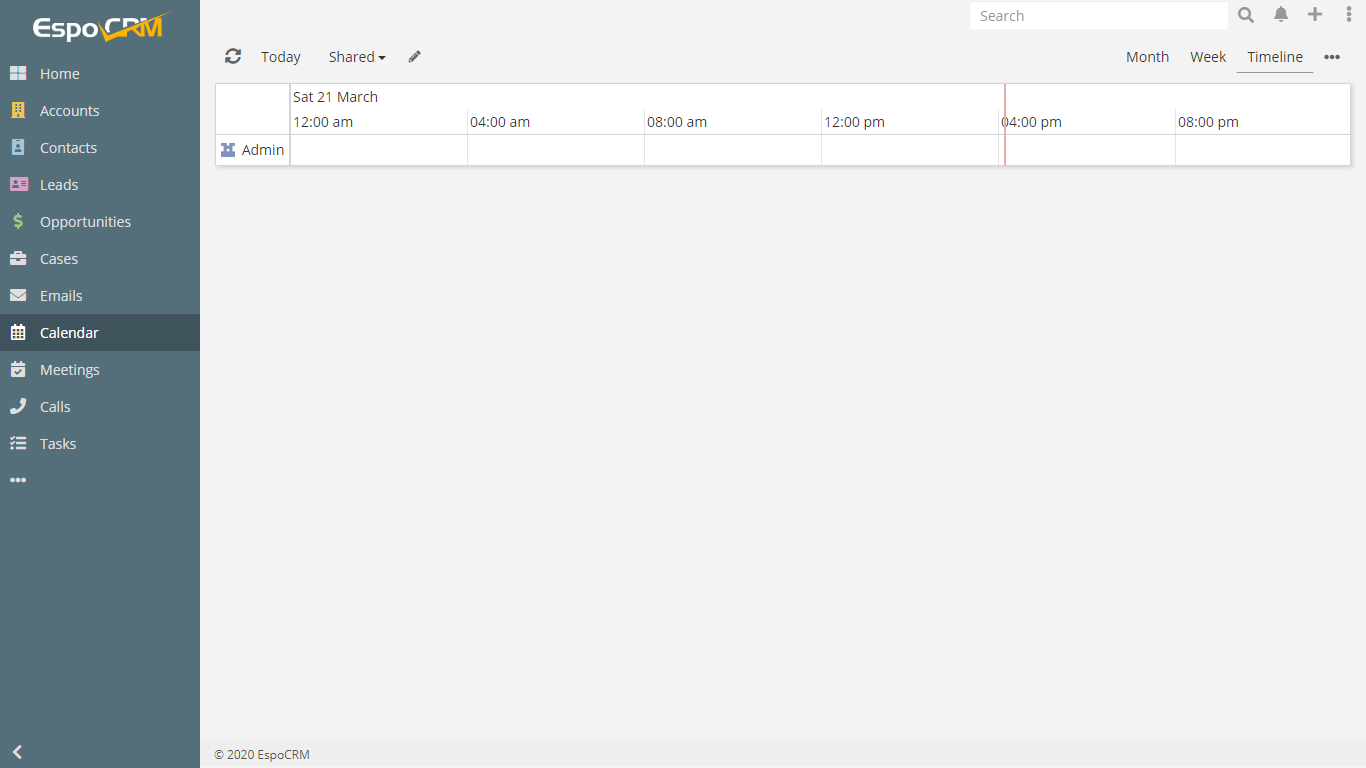 EspoCRM
Home
Accounts
Contacts
Leads
Opportunities
Cases
Emails
Calendar
Meetings
Calls
Tasks
Search
Today Shared Month Week Timeline
Sat 21 March
12:00 am 04:00 am 08:00 am 12:00 pm 04:00 pm 08:00 pm
Admin
© 2020 EspoCRM